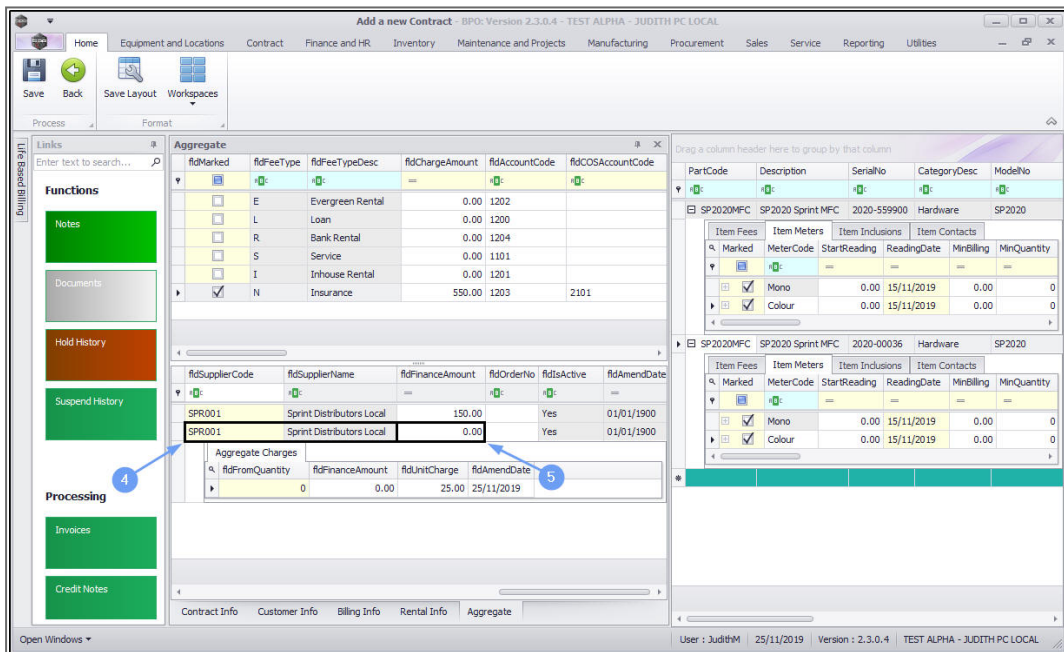 Add a new Contract - BPO: Version 2.3.0.4 - TEST ALPHA - JUDITH PC LOCAL
Home Equipment and Locations Contract Finance and HR Inventory Maintenance and Projects Manufacturing Procurement Sales Service Reporting Utilities
Save Back Save Layout Workspaces
Process Format
Life Based Billing
Links
Enter text to search...
Functions
Notes
Documents
Hold History
Suspend History
Processing
Invoices
Credit Notes
Aggregate
fldMarked fldFeeType fldFeeTypeDesc fldChargeAmount fldAccountCode fldCOSAccountCode
E Evergreen Rental 0.00 1202
L Loan 0.00 1200
R Bank Rental 0.00 1204
S Service 0.00 1101
I Inhouse Rental 0.00 1201
N Insurance 550.00 1203 2101
fldSupplierCode fldSupplierName fldFinanceAmount fldOrderNo fldIsActive fldAmendDate
SPR001 Sprint Distributors Local 150.00 Yes 01/01/1900
SPR001 Sprint Distributors Local 0.00 Yes 01/01/1900
Aggregate Charges
fldFromQuantity fldFinanceAmount fldUnitCharge fldAmendDate
0 0.00 25.00 25/11/2019
4
5
Contract Info Customer Info Billing Info Rental Info Aggregate
Drag a column header here to group by that column
PartCode Description SerialNo CategoryDesc ModelNo
SP2020MFC SP2020 Sprint MFC 2020-559900 Hardware SP2020
Item Fees Item Meters Item Inclusions Item Contacts
Marked MeterCode StartReading ReadingDate MinBilling MinQuantity
Mono 0.00 15/11/2019 0.00 0
Colour 0.00 15/11/2019 0.00 0
SP2020MFC SP2020 Sprint MFC 2020-00036 Hardware SP2020
Item Fees Item Meters Item Inclusions Item Contacts
Marked MeterCode StartReading ReadingDate MinBilling MinQuantity
Mono 0.00 15/11/2019 0.00 0
Colour 0.00 15/11/2019 0.00 0
Open Windows
User : JudithM 25/11/2019 Version : 2.3.0.4 TEST ALPHA - JUDITH PC LOCAL